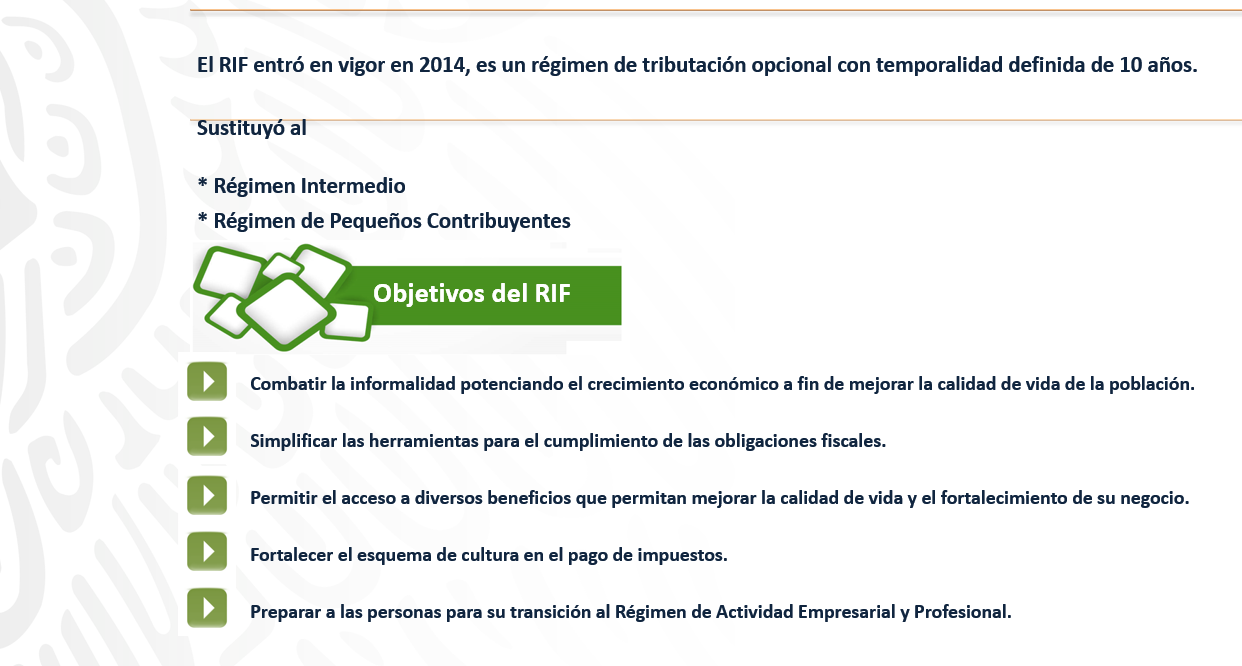 El RIF entró en vigor en 2014, es un régimen de tributación opcional con temporalidad definida de 10 años.
Sustituyó al
* Régimen Intermedio
* Régimen de Pequeños Contribuyentes
Objetivos del RIF
Combatir la informalidad potenciando el crecimiento económico a fin de mejorar la calidad de vida de la población.
Simplificar las herramientas para el cumplimiento de las obligaciones fiscales.
Permitir el acceso a diversos beneficios que permitan mejorar la calidad de vida y el fortalecimiento de su negocio.
Fortalecer el esquema de cultura en el pago de impuestos.
Preparar a las personas para su transición al Régimen de Actividad Empresarial y Profesional.